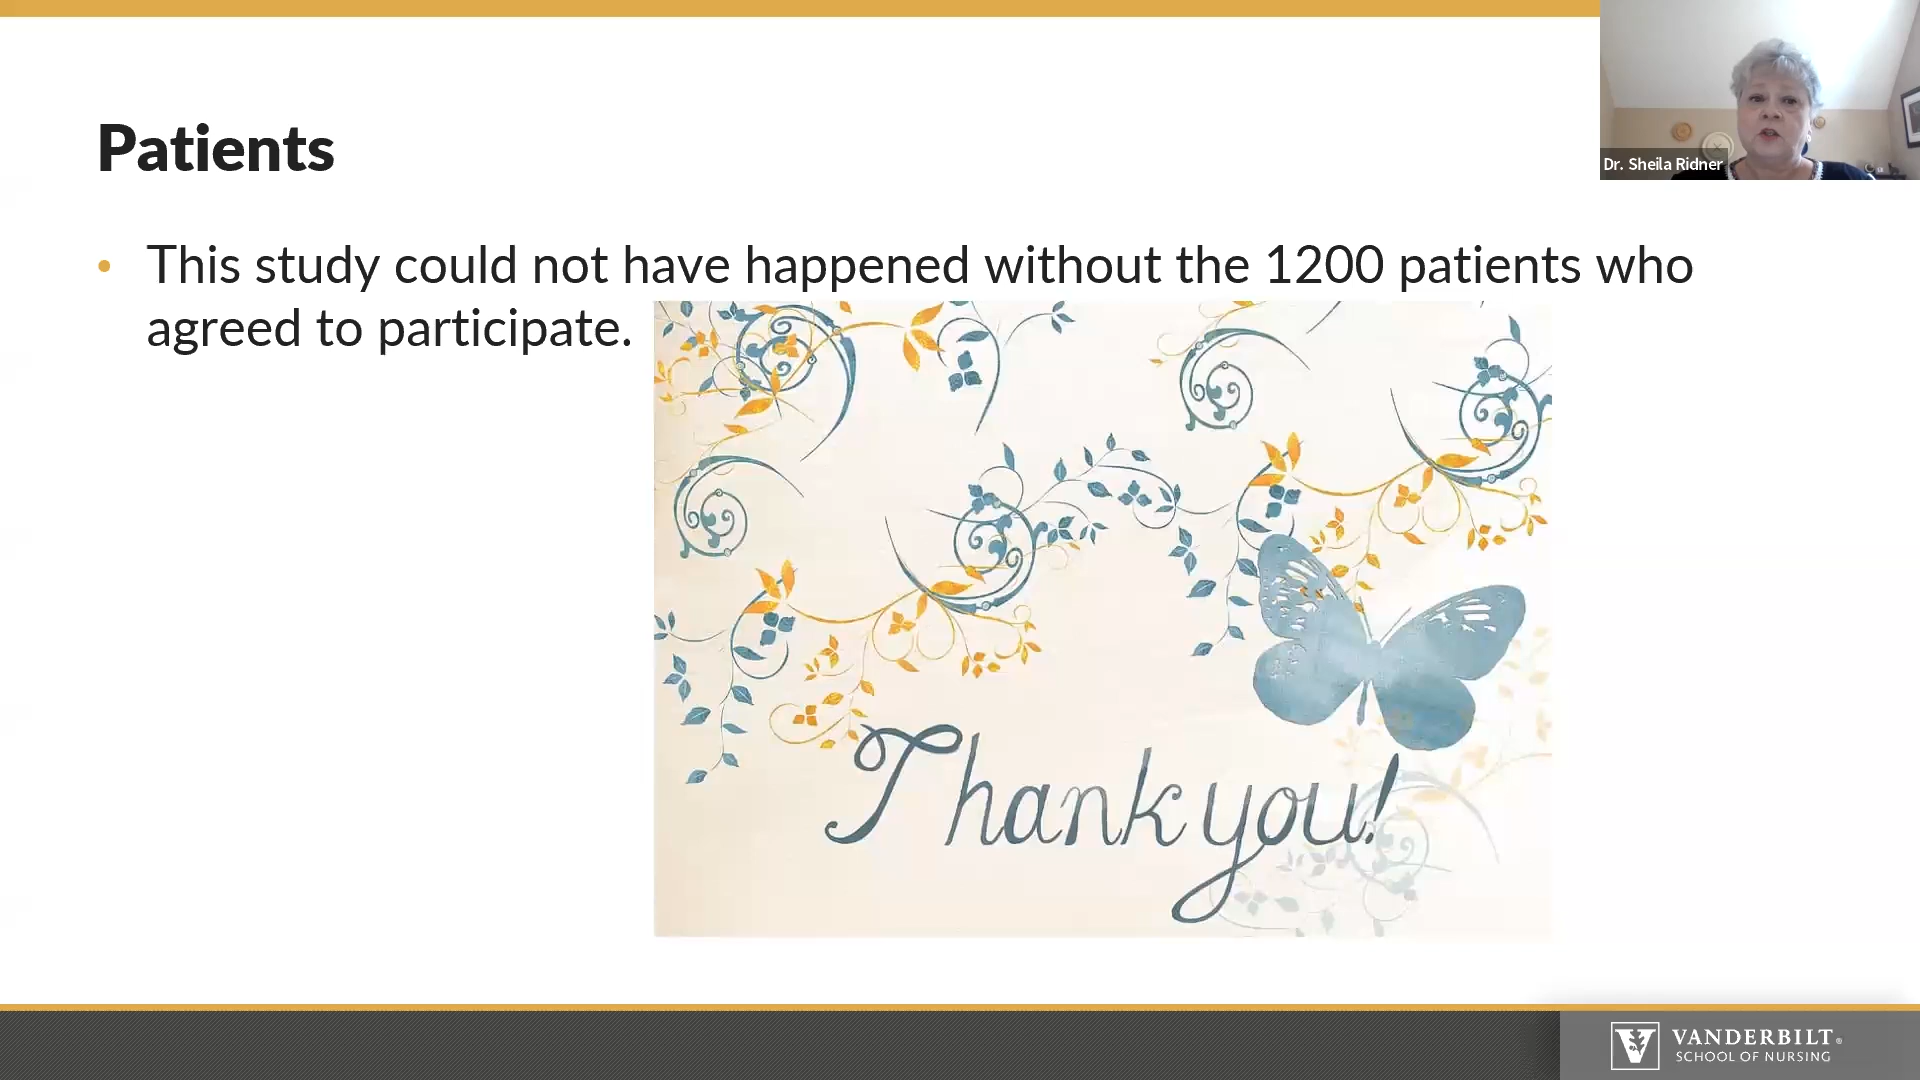 Patients
Dr. Sheila Ridner
• This study could not have happened without the 1200 patients who
agreed to participate.
Thank you!
VANDERBILT®
SCHOOL OF NURSING